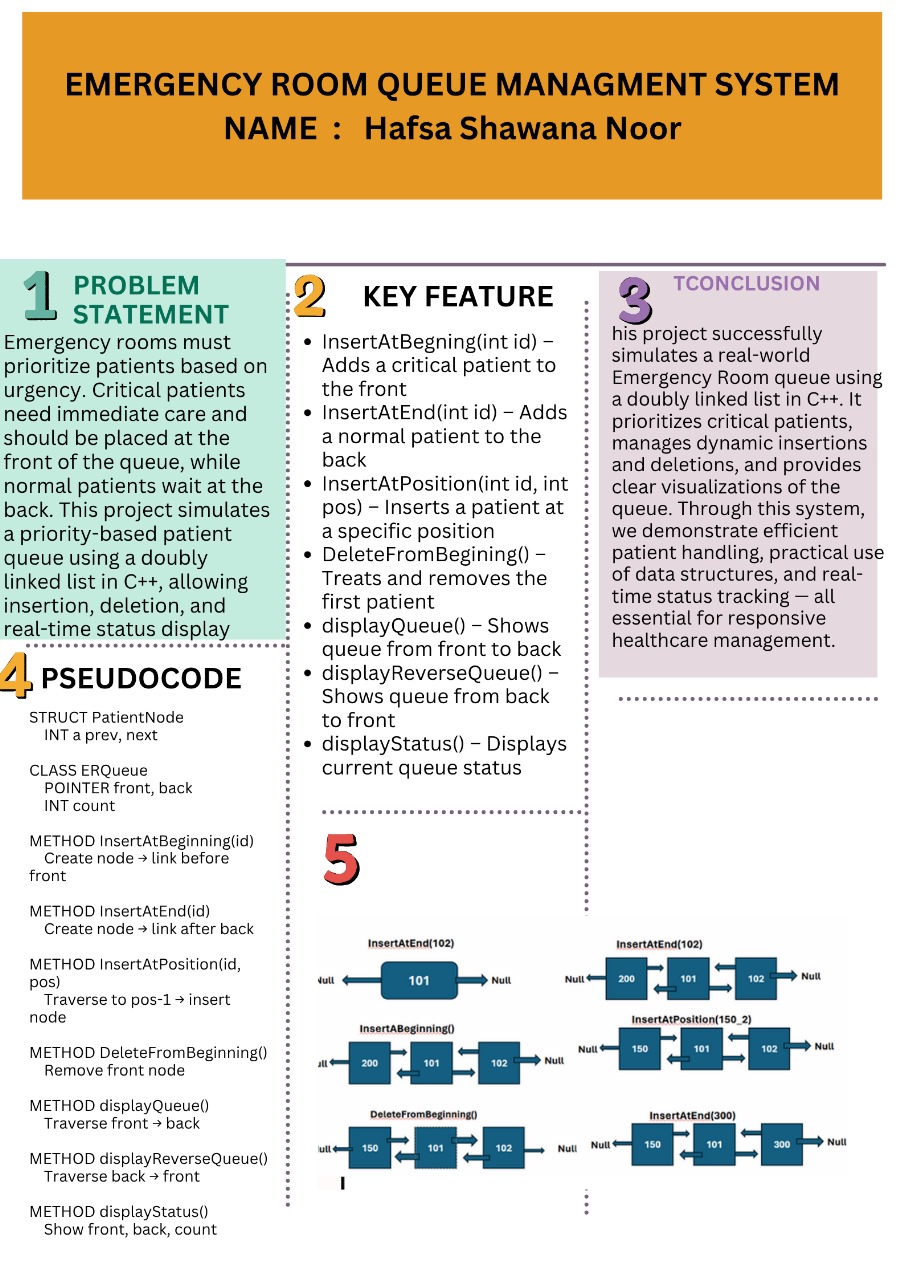 EMERGENCY ROOM QUEUE MANAGMENT SYSTEM
NAME : Hafsa Shawana Noor
1 PROBLEM
STATEMENT
Emergency rooms must
prioritize patients based on
urgency. Critical patients
need immediate care and
should be placed at the
front of the queue, while
normal patients wait at the
back. This project simulates
a priority-based patient
queue using a doubly
linked list in C++, allowing
insertion, deletion, and
real-time status display
2 KEY FEATURE
• InsertAtBegning(int id) –
Adds a critical patient to
the front
• InsertAtEnd(int id) – Adds
a normal patient to the
back
• InsertAtPosition(int id, int
pos) – Inserts a patient at
a specific position
• DeleteFromBegining() –
Treats and removes the
first patient
• displayQueue() – Shows
queue from front to back
• displayReverseQueue() –
Shows queue from back
to front
• displayStatus() – Displays
current queue status
3 TCONCLUSION
his project successfully
simulates a real-world
Emergency Room queue using
a doubly linked list in C++. It
prioritizes critical patients,
manages dynamic insertions
and deletions, and provides
clear visualizations of the
queue. Through this system,
we demonstrate efficient
patient handling, practical use
of data structures, and real-
time status tracking — all
essential for responsive
healthcare management.
4 PSEUDOCODE
STRUCT PatientNode
INT a prev, next
CLASS ERQueue
POINTER front, back
INT count
METHOD InsertAtBeginning(id)
Create node → link before
front
METHOD InsertAtEnd(id)
Create node → link after back
METHOD InsertAtPosition(id,
pos)
Traverse to pos-1 → insert
node
METHOD DeleteFromBeginning()
Remove front node
METHOD displayQueue()
Traverse front → back
METHOD displayReverseQueue()
Traverse back → front
METHOD displayStatus()
Show front, back, count
5
InsertAtEnd(102)
Null 101 Null
InsertABeginning()
ull 200 101 102 Null
DeleteFromBeginning()
ull 150 101 102 Null
InsertAtEnd(102)
Null 200 101 102 Null
InsertAtPosition(150_2)
Null 150 101 102 Null
InsertAtEnd(300)
Null 150 101 300 Null